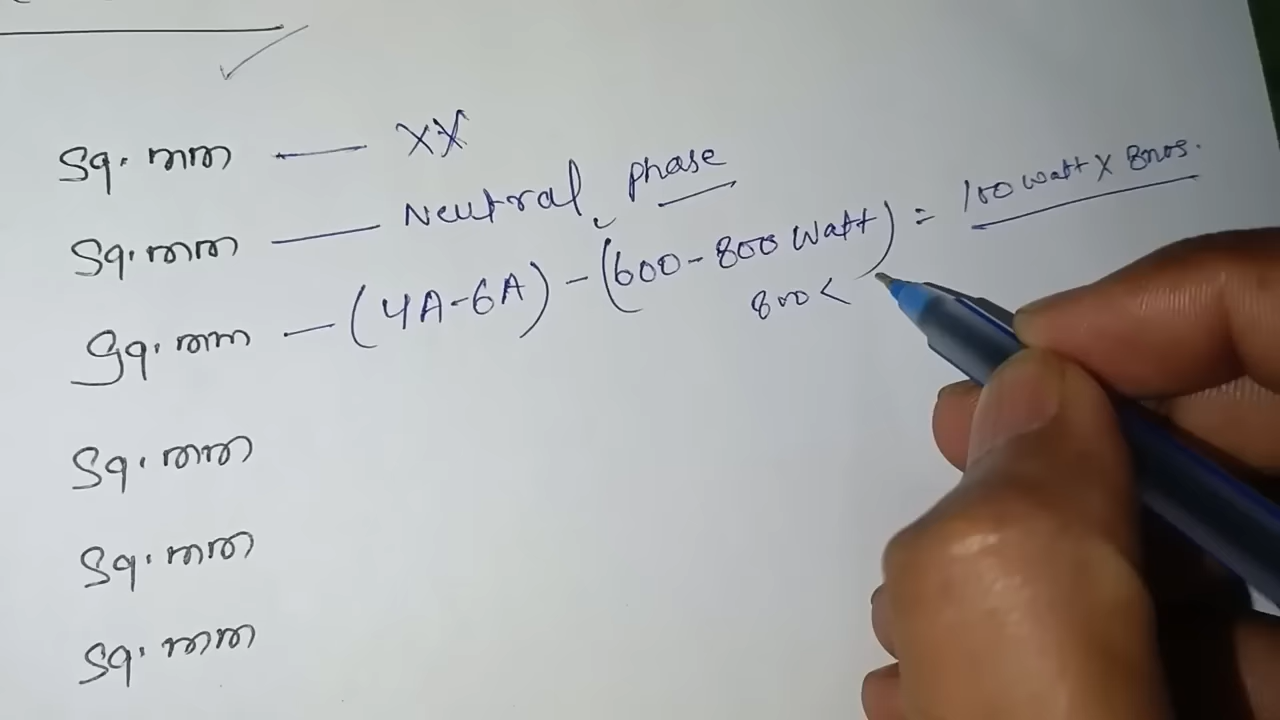 Sq. mm — XX
Sq. mm — Neutral, phase
Sq. mm — (4A-6A) - (600-800 Watt) = 100 watt X 8nos.
800 <
Sq. mm
Sq. mm
Sq. mm